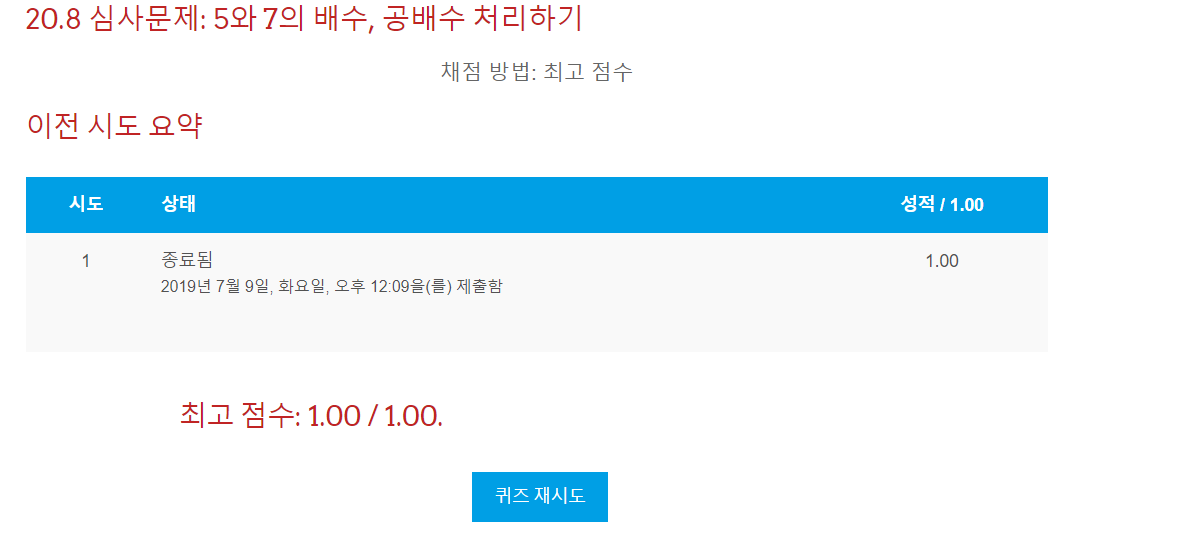 20.8 심사문제: 5와 7의 배수, 공배수 처리하기
채점 방법: 최고 점수
이전 시도 요약
시도 상태 성적 / 1.00
1 종료됨 1.00
2019년 7월 9일, 화요일, 오후 12:09을(를) 제출함
최고 점수: 1.00 / 1.00.
퀴즈 재시도